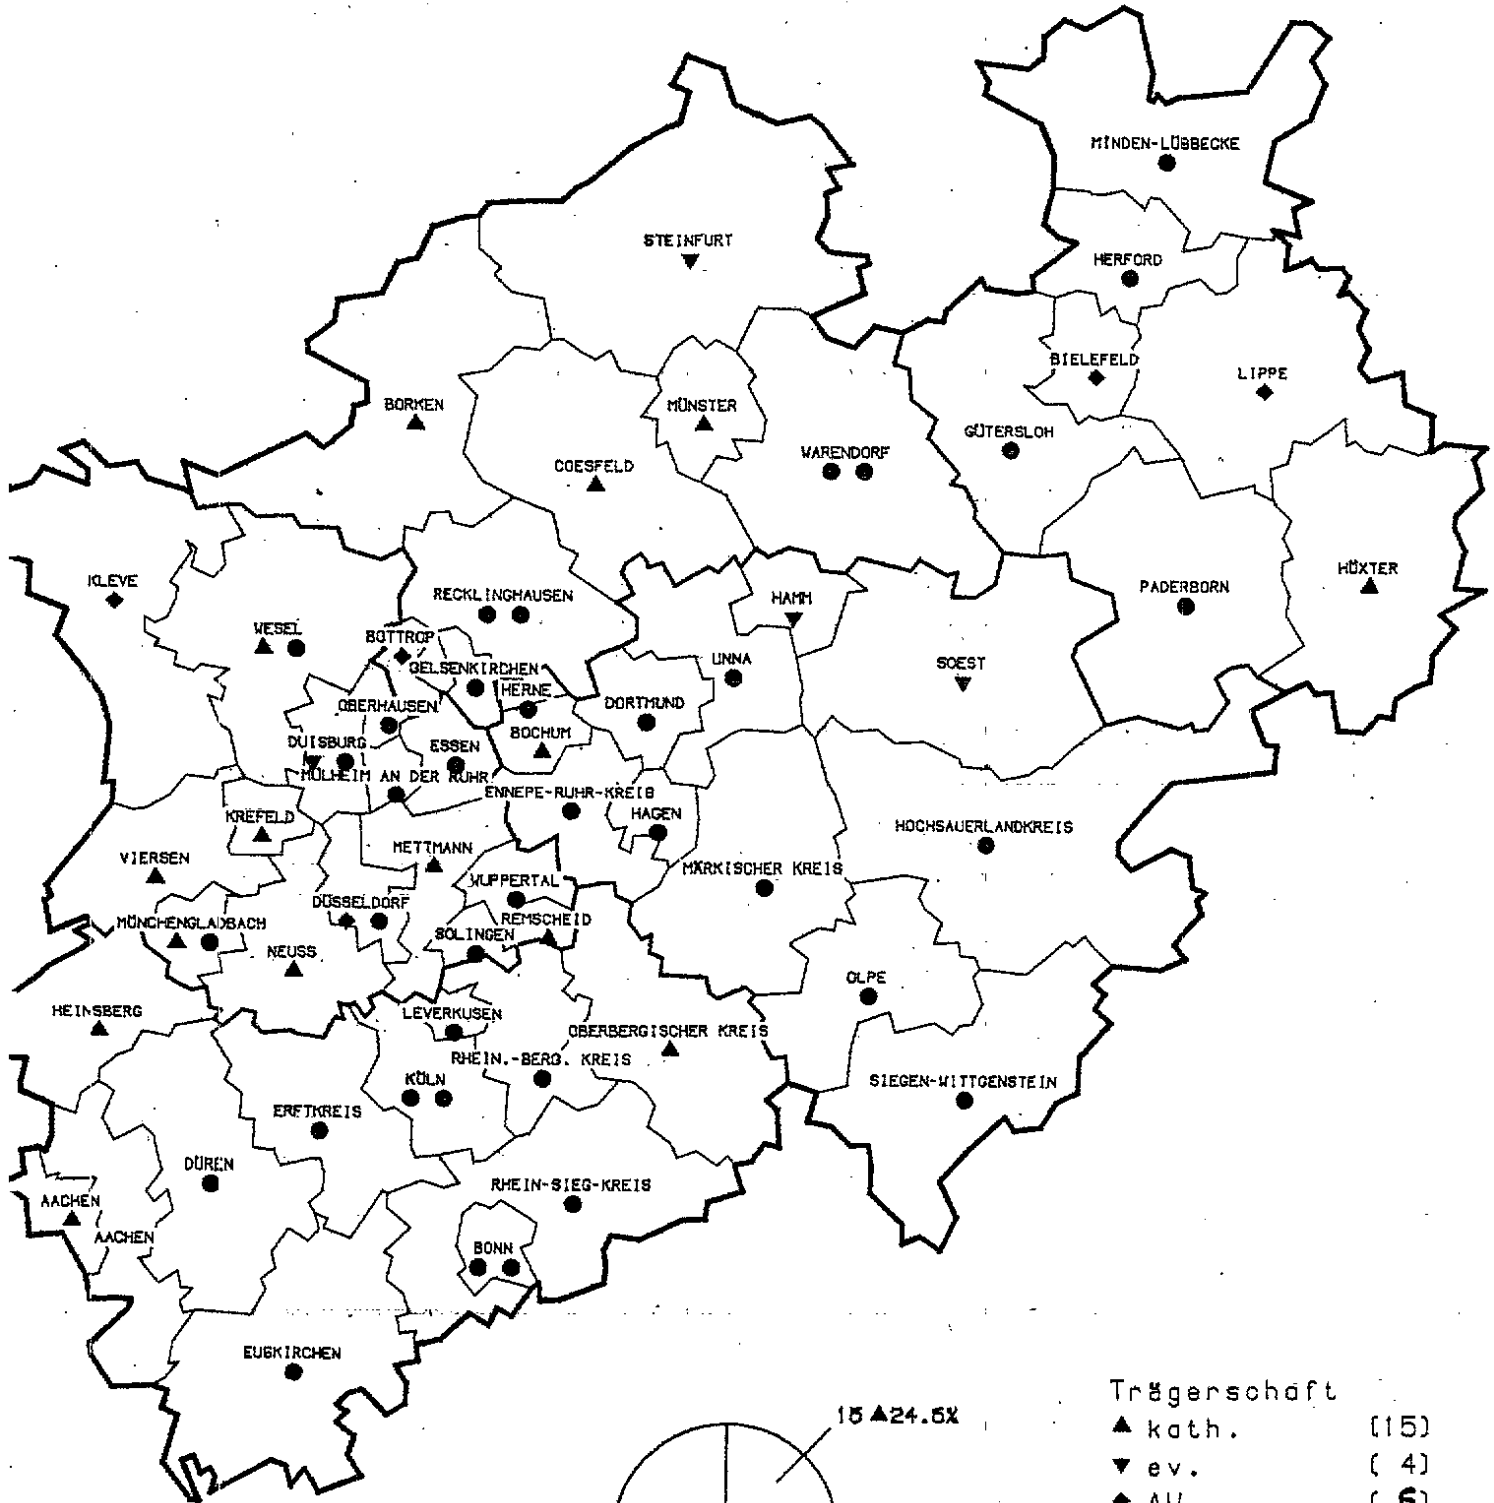 MINDEN-LÜBBECKE
STEINFURT
HERFORD
BIELEFELD
LIPPE
BORKEN
MÜNSTER
GÜTERSLOH
WARENDORF
COESFELD
HÖXTER
KLEVE
PADERBORN
RECKLINGHAUSEN
HAMM
WESEL
BOTTROP
UNNA
SOEST
GELSENKIRCHEN
HERNE
OBERHAUSEN
DORTMUND
BOCHUM
DUISBURG
ESSEN
MÜLHEIM AN DER RUHR
ENNEPE-RUHR-KREIS
KREFELD
HAGEN
HOCHSAUERLANDKREIS
METTMANN
VIERSEN
MÄRKISCHER KREIS
WUPPERTAL
DÜSSELDORF
MÖNCHENGLADBACH
REMSCHEID
SOLINGEN
NEUSS
OLPE
HEINSBERG
LEVERKUSEN
OBERBERGISCHER KREIS
RHEIN.-BERG. KREIS
KÖLN
SIEGEN-WITTGENSTEIN
ERFTKREIS
DÜREN
RHEIN-SIEG-KREIS
AACHEN
AACHEN
BONN
EUSKIRCHEN
15 ▲24.5%
Trägerschaft
▲ kath. (15)
▼ ev. ( 4)
◆ AW ( 6)